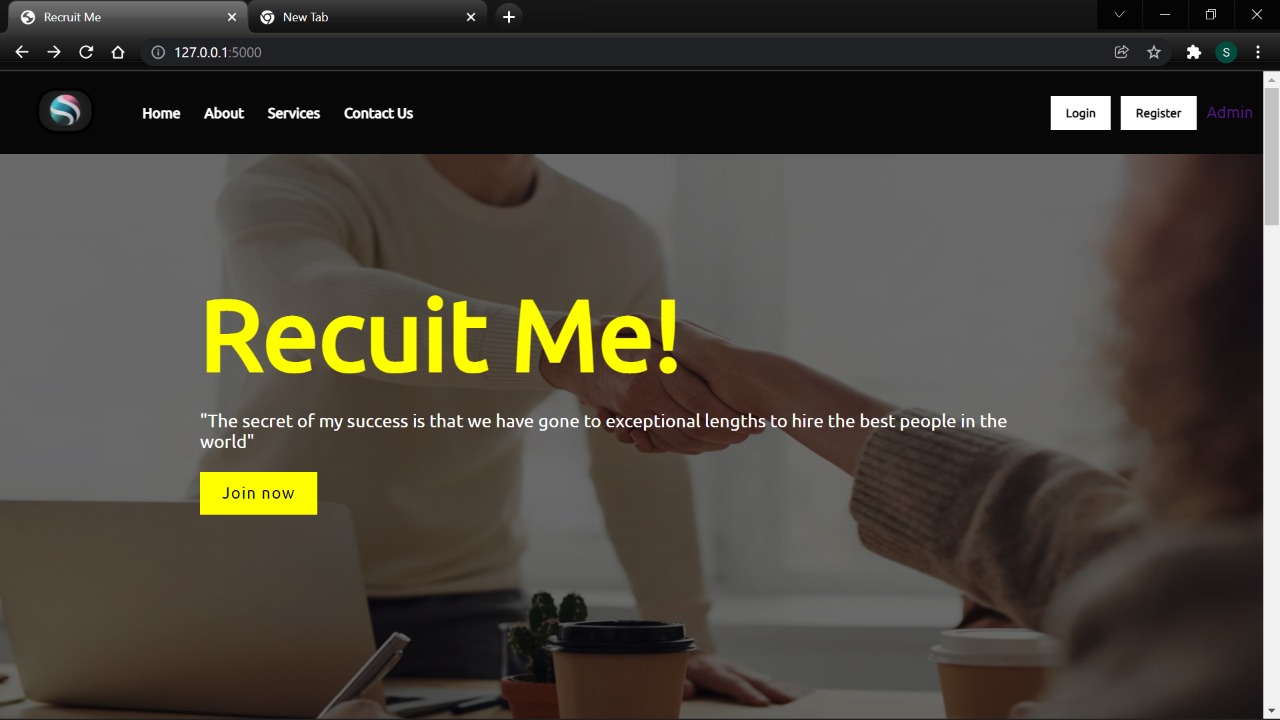 Recruit Me
New Tab
127.0.0.1:5000
S
Home About Services Contact Us
Login Register Admin
Recuit Me!
"The secret of my success is that we have gone to exceptional lengths to hire the best people in the
world"
Join now